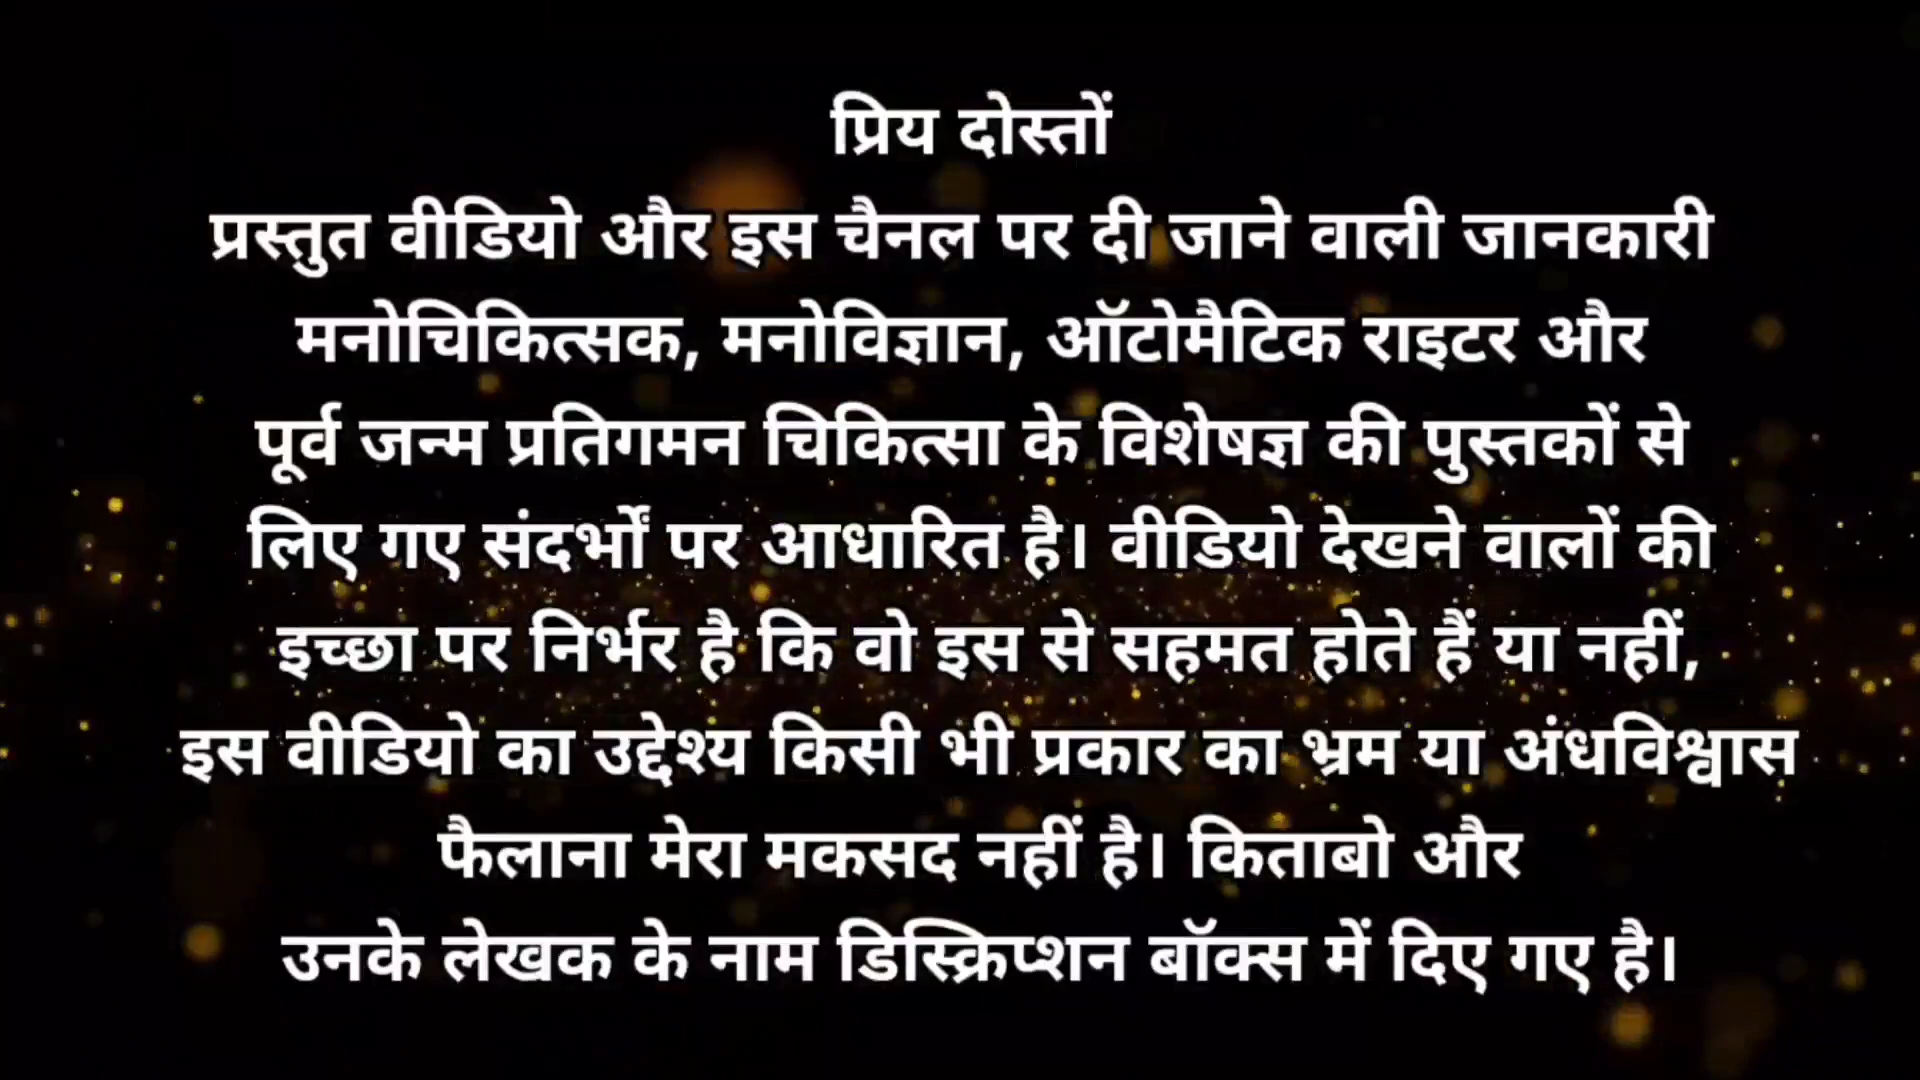 प्रिय दोस्तों
प्रस्तुत वीडियो और इस चैनल पर दी जाने वाली जानकारी
मनोचिकित्सक, मनोविज्ञान, ऑटोमैटिक राइटर और
पूर्व जन्म प्रतिगमन चिकित्सा के विशेषज्ञ की पुस्तकों से
लिए गए संदर्भों पर आधारित है। वीडियो देखने वालों की
इच्छा पर निर्भर है कि वो इस से सहमत होते हैं या नहीं,
इस वीडियो का उद्देश्य किसी भी प्रकार का भ्रम या अंधविश्वास
फैलाना मेरा मकसद नहीं है। किताबो और
उनके लेखक के नाम डिस्क्रिप्शन बॉक्स में दिए गए है।